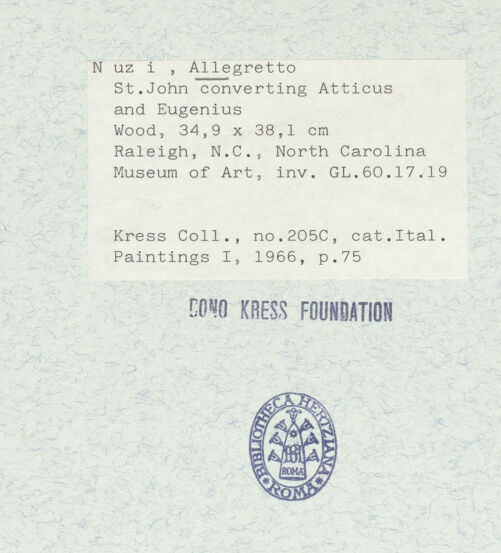 N uz i , Allegretto
St.John converting Atticus
and Eugenius
Wood, 34,9 x 38,1 cm
Raleigh, N.C., North Carolina
Museum of Art, inv. GL.60.17.19
Kress Coll., no.205C, cat.Ital.
Paintings I, 1966, p.75
DONO KRESS FOUNDATION
BIBLIOTHECA HERTZIANA
ROMA
ROMA